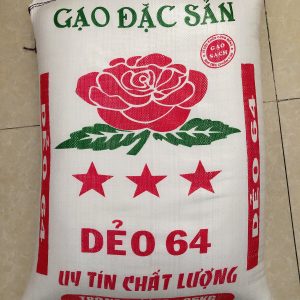 GẠO ĐẶC SẢN
GẠO
SẠCH
DẺO 64
DẺO 64
DẺO 64
UY TÍN CHẤT LƯỢNG